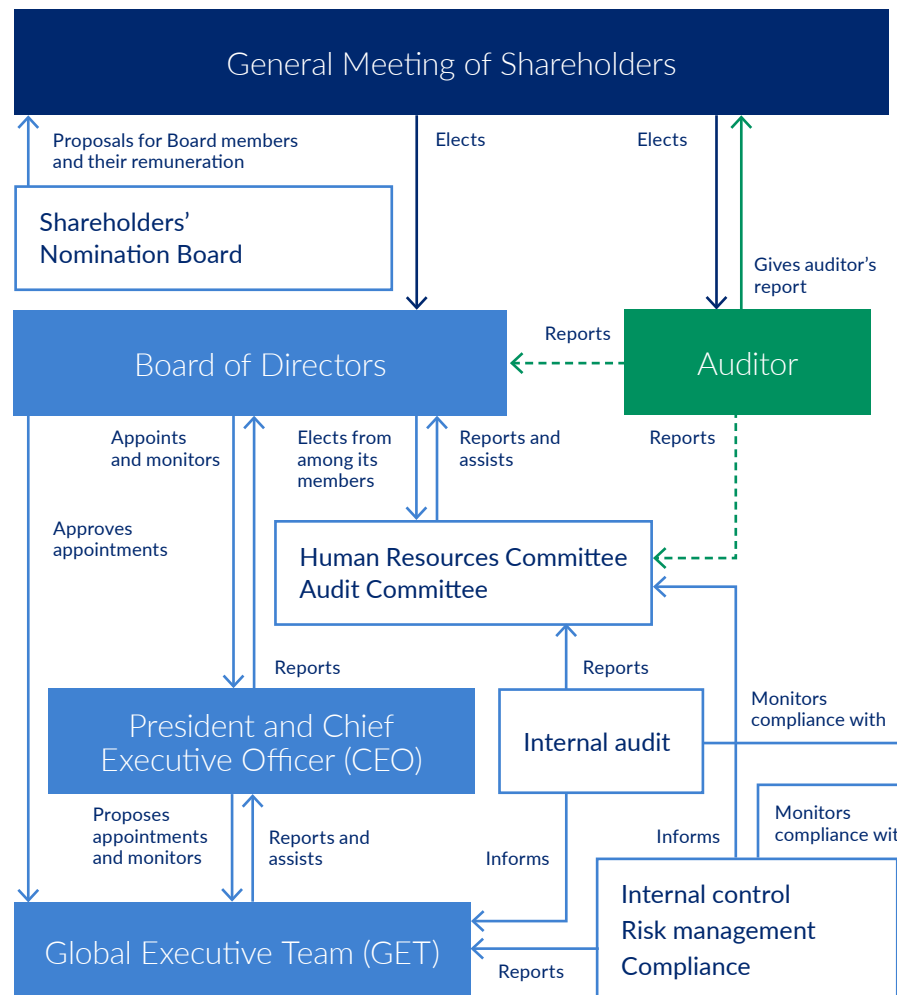 General Meeting of Shareholders
Proposals for Board members
and their remuneration
Elects
Elects
Shareholders’
Nomination Board
Gives auditor’s
report
Board of Directors
Reports
Auditor
Appoints
and monitors
Elects from
among its
members
Reports and
assists
Reports
Approves
appointments
Human Resources Committee
Audit Committee
Reports
Reports
President and Chief
Executive Officer (CEO)
Internal audit
Monitors
compliance with
Proposes
appointments
and monitors
Reports and
assists
Informs
Informs
Monitors
compliance wit
Internal control
Risk management
Compliance
Global Executive Team (GET)
Reports